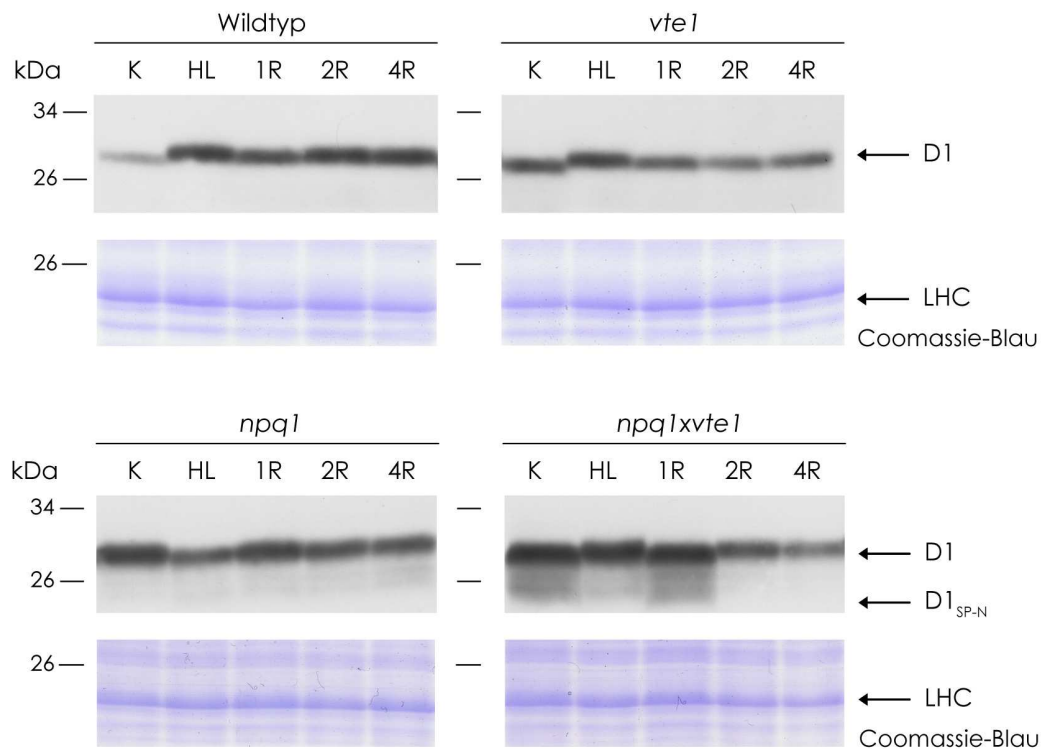 Wildtyp vte1
kDa K HL 1R 2R 4R K HL 1R 2R 4R
34
D1
26
26
LHC
Coomassie-Blau
npq1 npq1xvte1
kDa K HL 1R 2R 4R K HL 1R 2R 4R
34
D1
26
D1SP-N
26
LHC
Coomassie-Blau